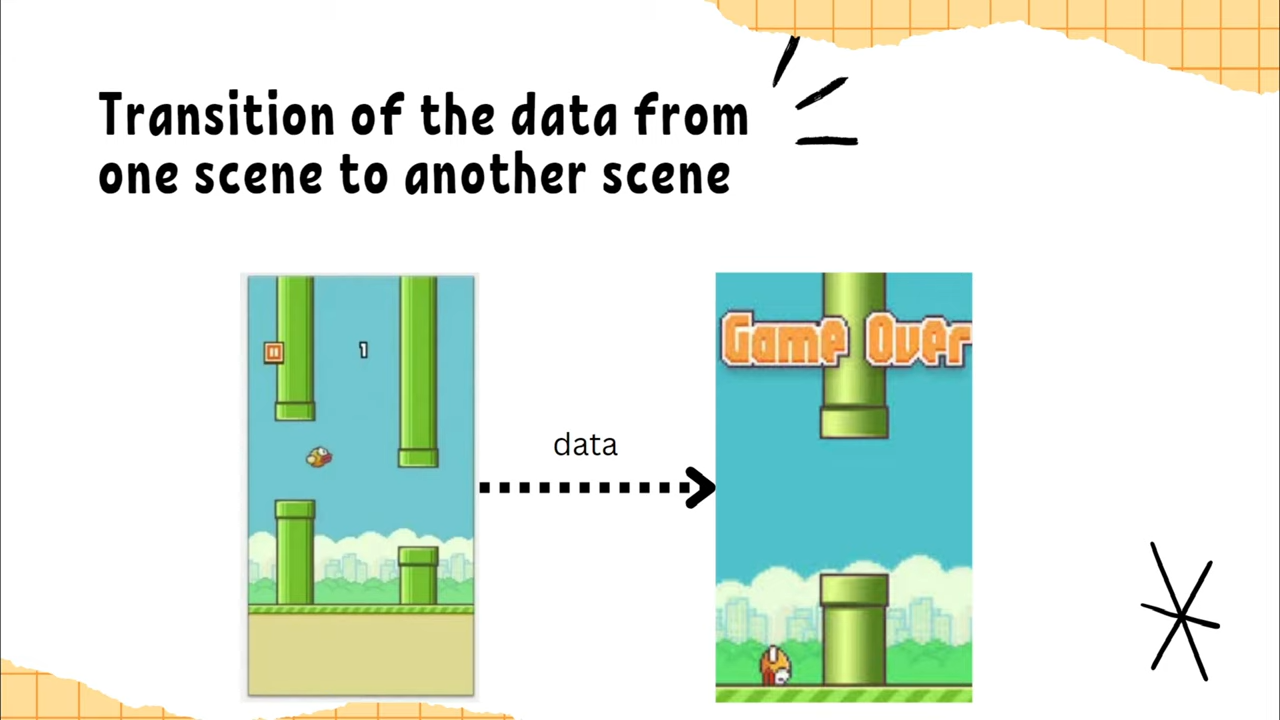 Transition of the data from
one scene to another scene
1
data
Game Over